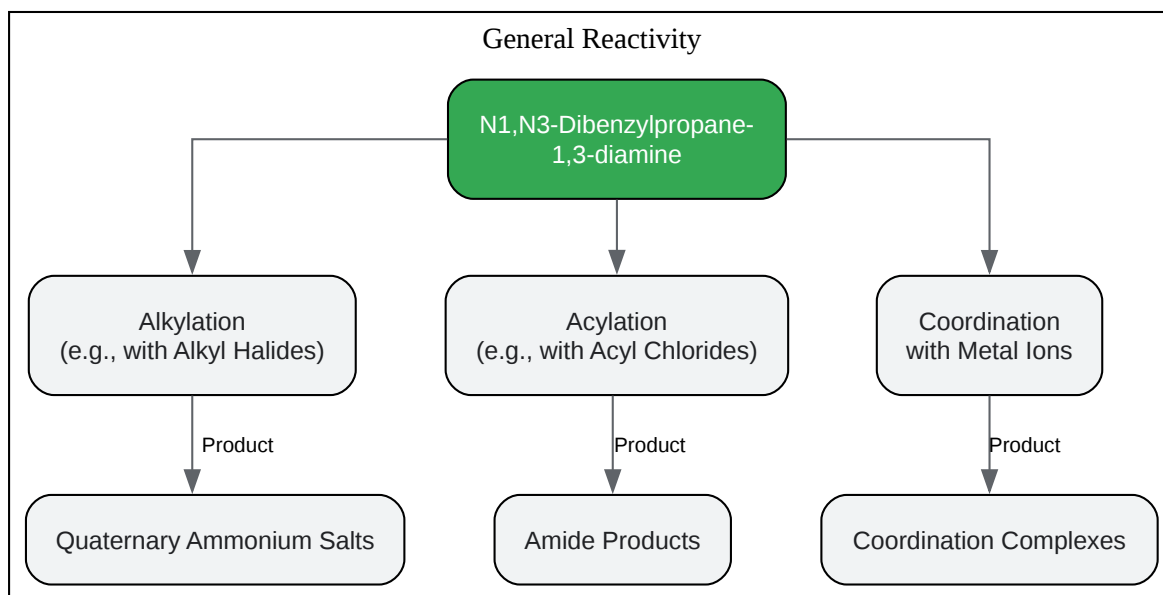 General Reactivity
N1,N3-Dibenzylpropane-
1,3-diamine
Alkylation
(e.g., with Alkyl Halides)
Acylation
(e.g., with Acyl Chlorides)
Coordination
with Metal Ions
Product
Product
Product
Quaternary Ammonium Salts
Amide Products
Coordination Complexes